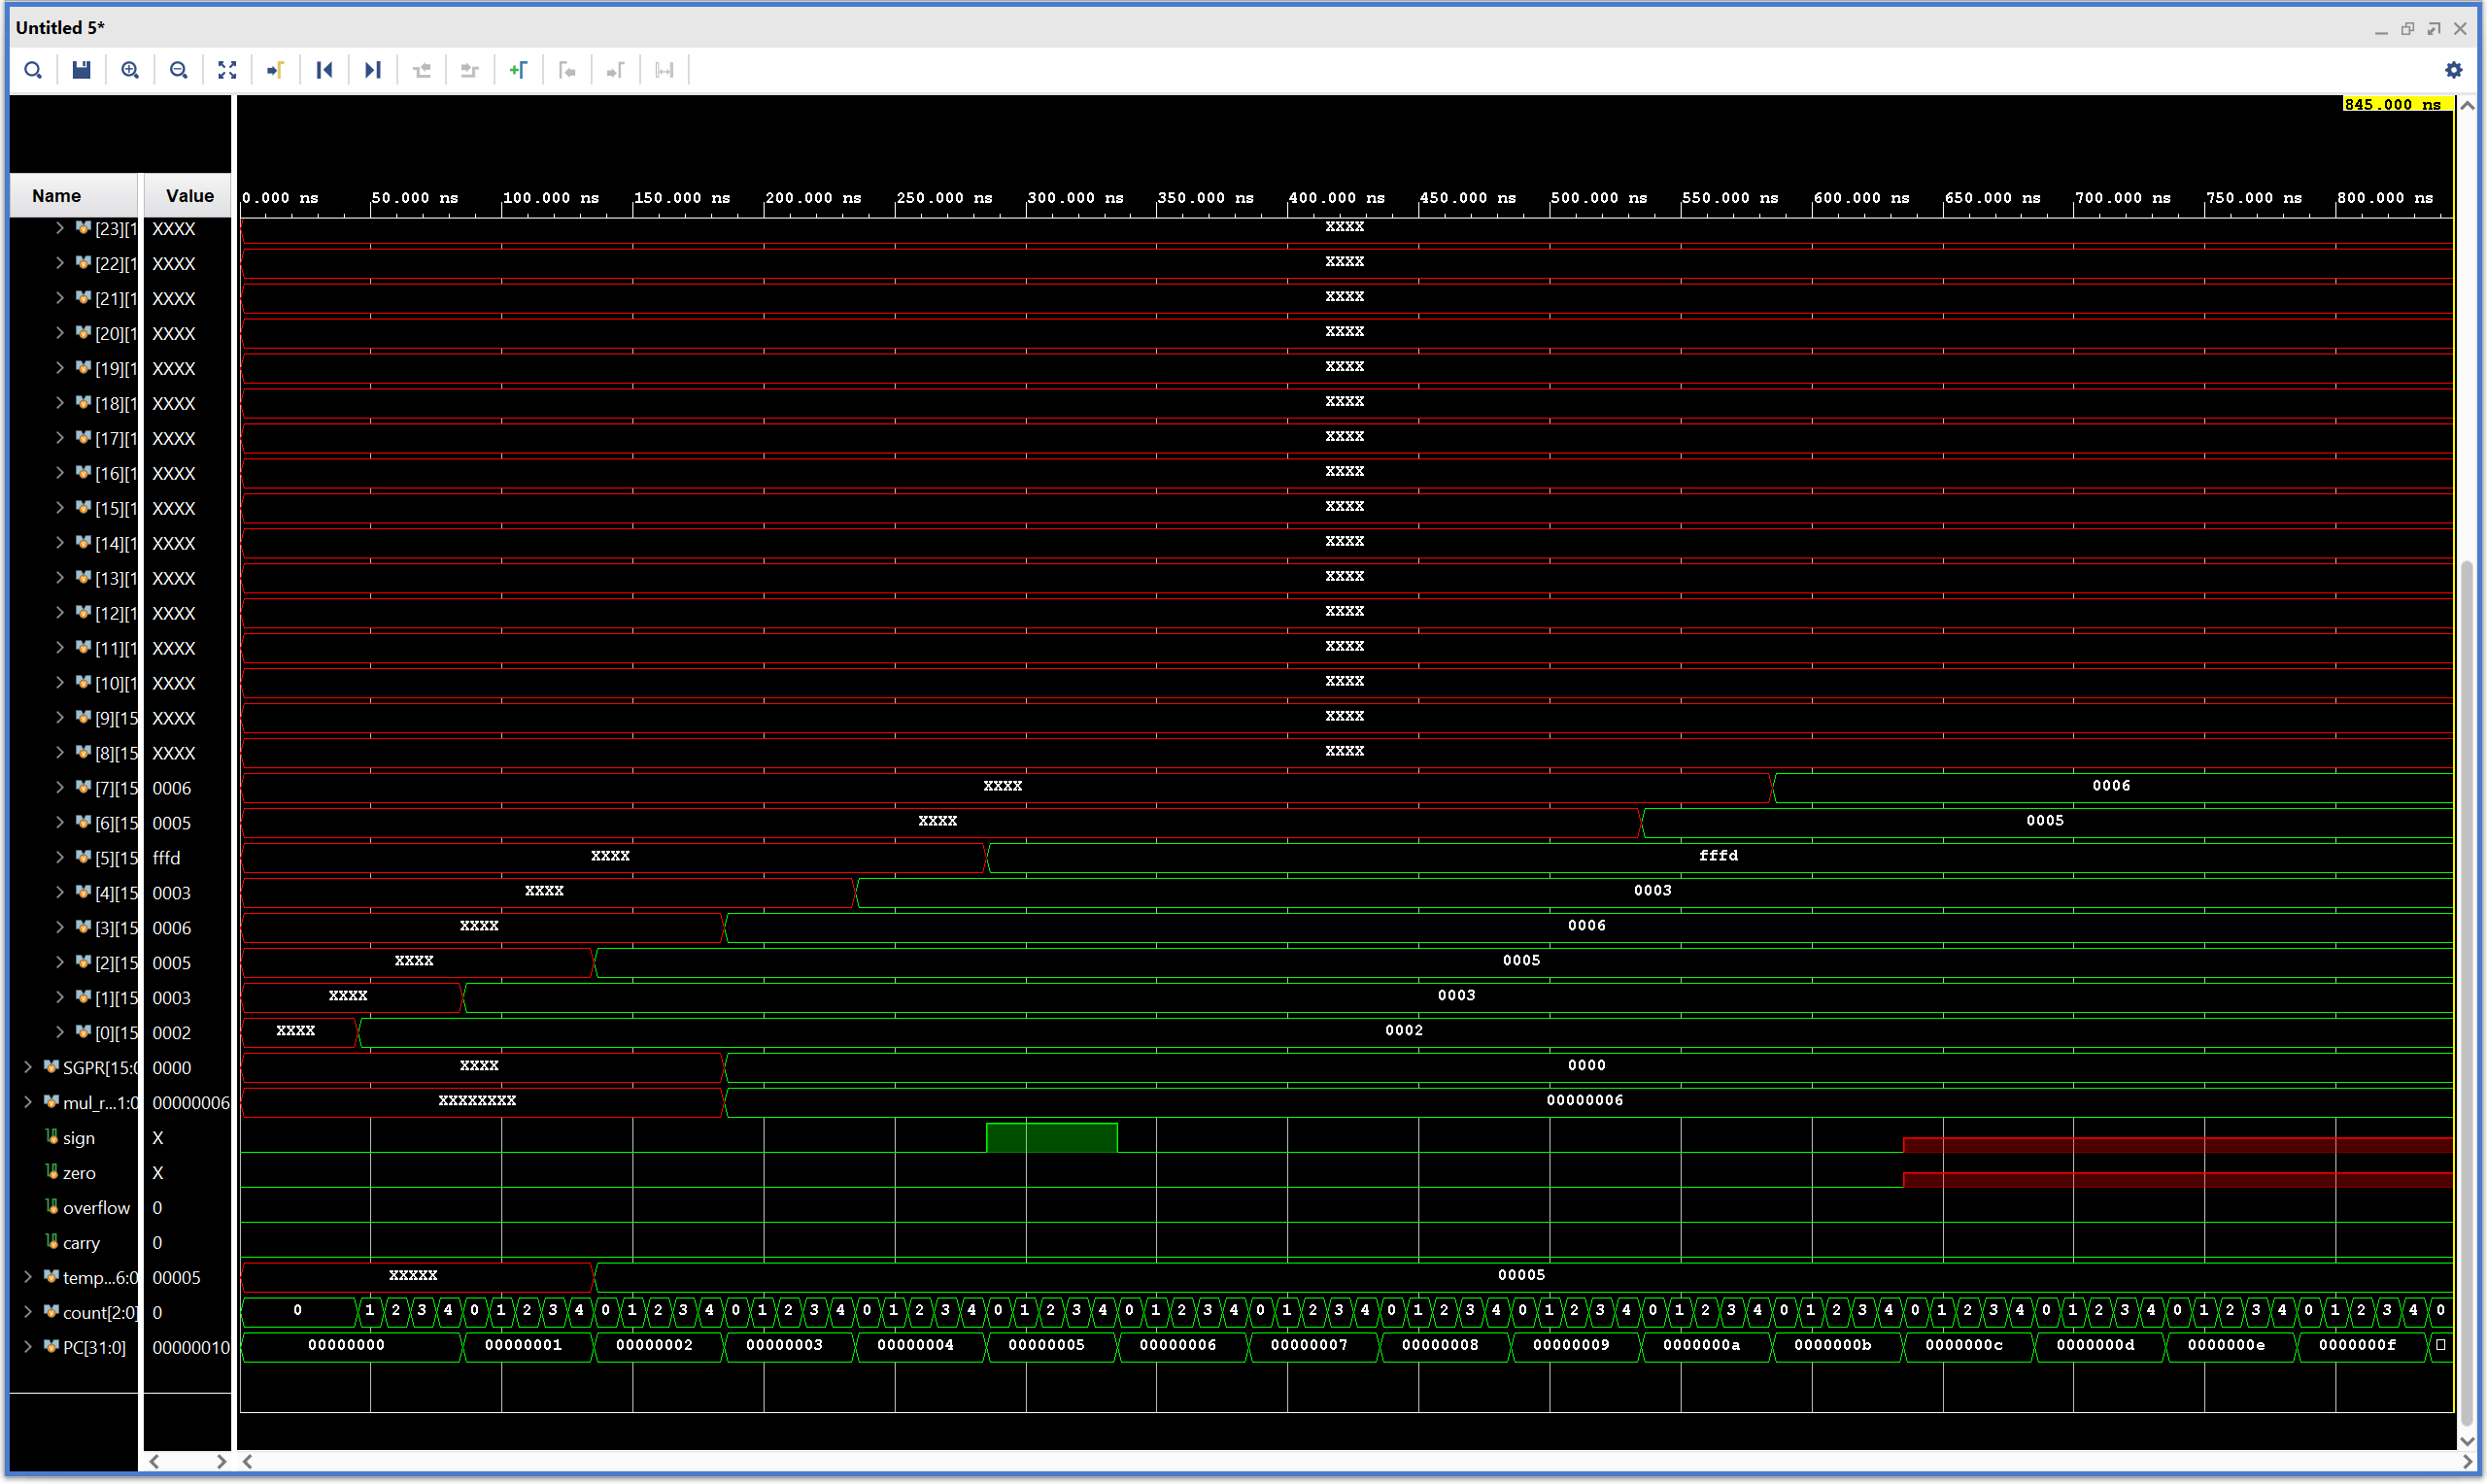 Untitled 5*
845.000 ns
Name Value 0.000 ns 50.000 ns 100.000 ns 150.000 ns 200.000 ns 250.000 ns 300.000 ns 350.000 ns 400.000 ns 450.000 ns 500.000 ns 550.000 ns 600.000 ns 650.000 ns 700.000 ns 750.000 ns 800.000 ns
[23][1 XXXX XXXX
[22][1 XXXX XXXX
[21][1 XXXX XXXX
[20][1 XXXX XXXX
[19][1 XXXX XXXX
[18][1 XXXX XXXX
[17][1 XXXX XXXX
[16][1 XXXX XXXX
[15][1 XXXX XXXX
[14][1 XXXX XXXX
[13][1 XXXX XXXX
[12][1 XXXX XXXX
[11][1 XXXX XXXX
[10][1 XXXX XXXX
[9][15 XXXX XXXX
[8][15 XXXX XXXX
[7][15 0006 XXXX 0006
[6][15 0005 XXXX 0005
[5][15 fffd XXXX fffd
[4][15 0003 XXXX 0003
[3][15 0006 XXXX 0006
[2][15 0005 XXXX 0005
[1][15 0003 XXXX 0003
[0][15 0002 XXXX 0002
SGPR[15:0 0000 XXXX 0000
mul_r...1:0 00000006 XXXXXXXX 00000006
sign X
zero X
overflow 0
carry 0
temp...6:0 00005 XXXXX 00005
count[2:0] 0 0 1 2 3 4 0 1 2 3 4 0 1 2 3 4 0 1 2 3 4 0 1 2 3 4 0 1 2 3 4 0 1 2 3 4 0 1 2 3 4 0 1 2 3 4 0 1 2 3 4 0 1 2 3 4 0 1 2 3 4 0 1 2 3 4 0 1 2 3 4 0 1 2 3 4 0 1 2 3 4 0
PC[31:0] 00000010 00000000 00000001 00000002 00000003 00000004 00000005 00000006 00000007 00000008 00000009 0000000a 0000000b 0000000c 0000000d 0000000e 0000000f